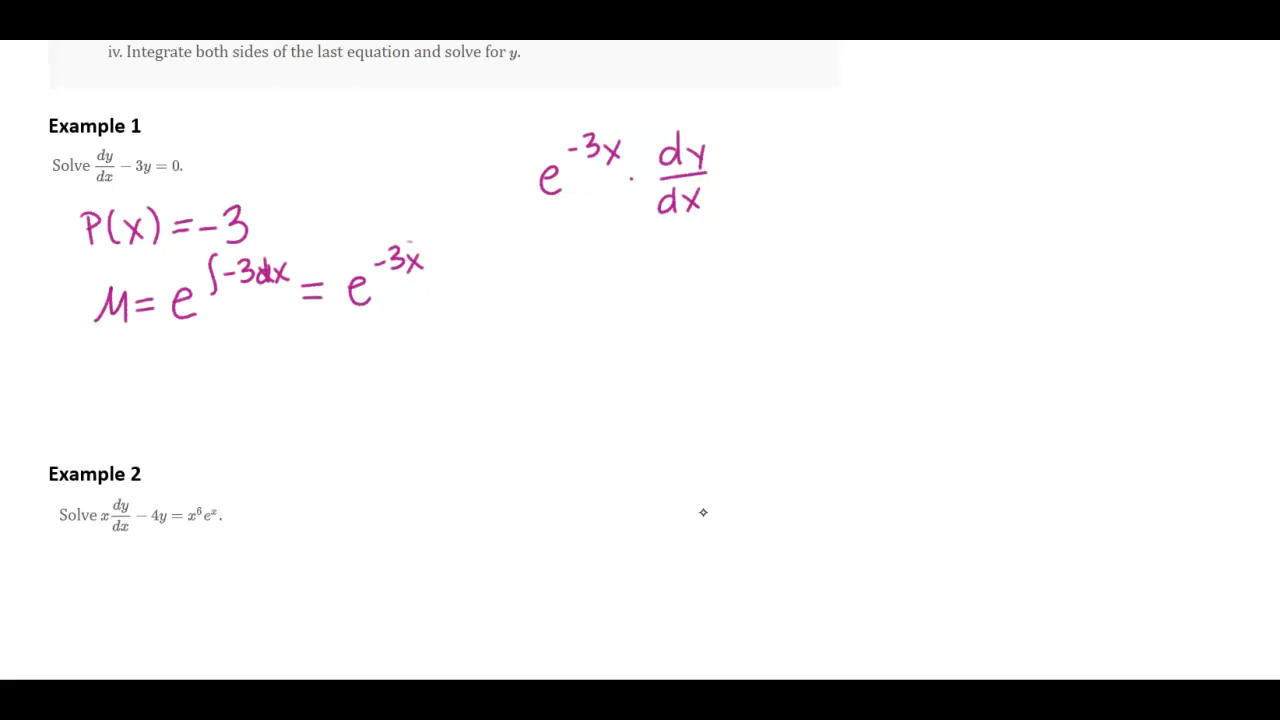 iv. Integrate both sides of the last equation and solve for y.
Example 1
Solve dy/dx − 3y = 0.
e^{-3x} · dy/dx
P(x) = -3
μ = e^{∫-3dx} = e^{-3x}
Example 2
Solve x dy/dx − 4y = x⁶eˣ.